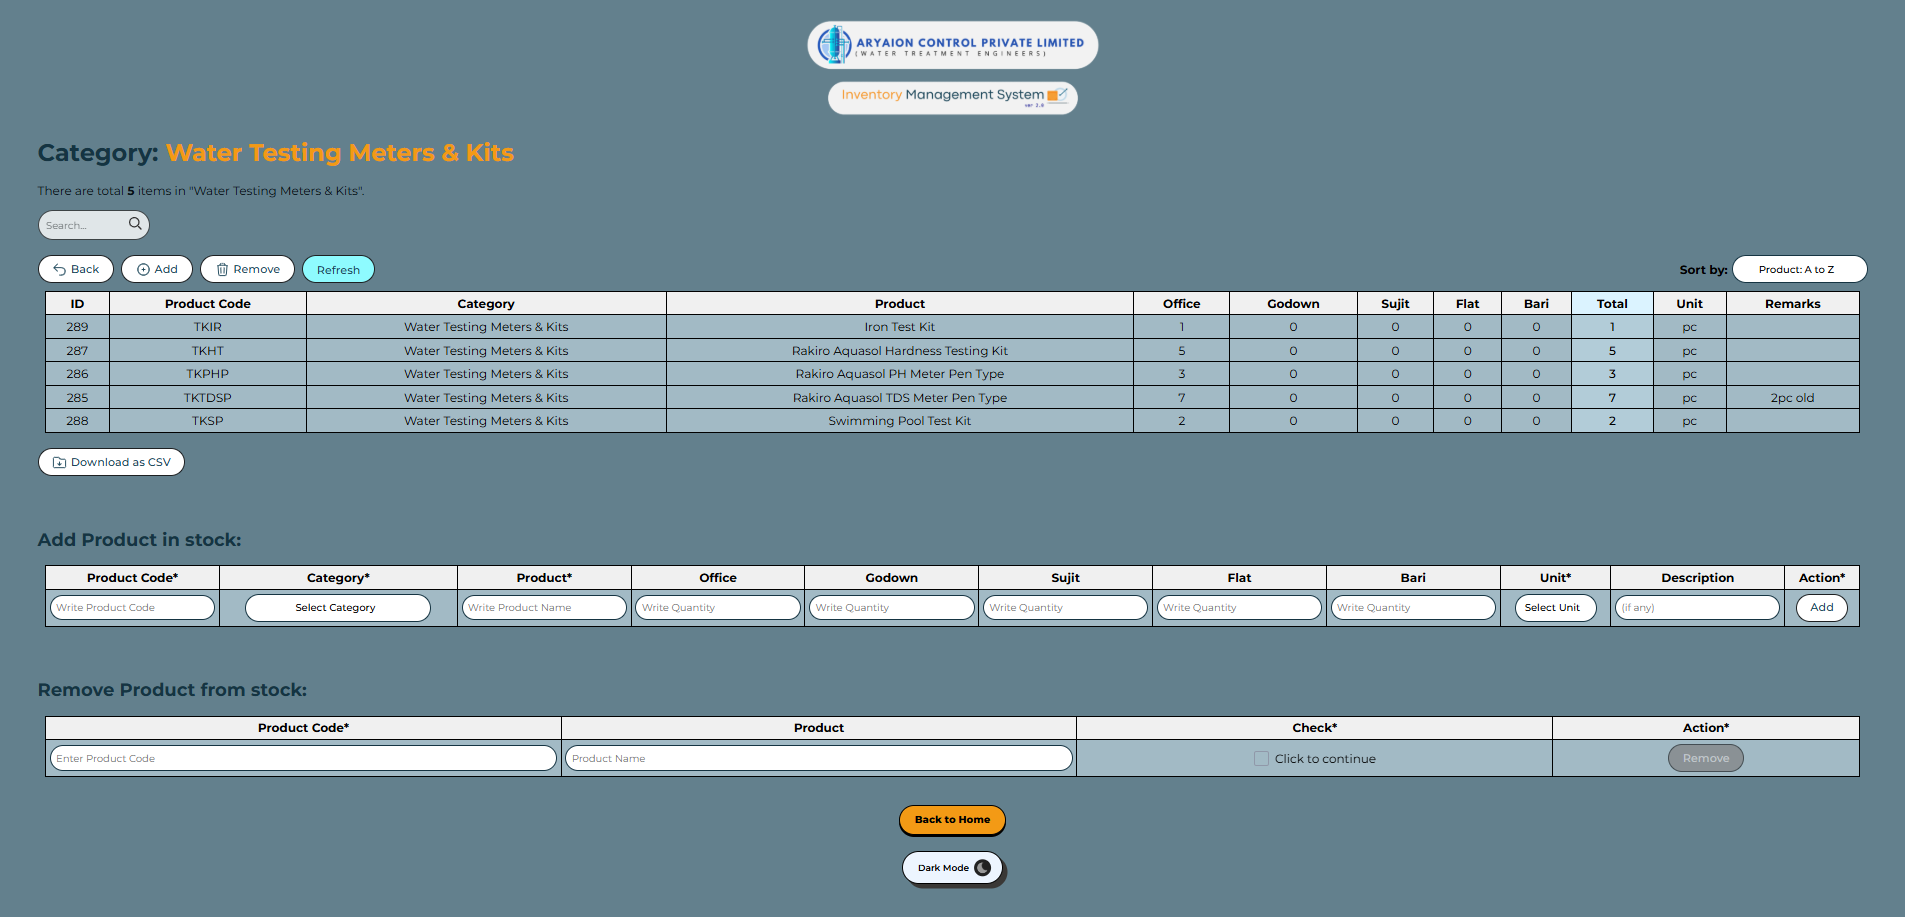 ARYAION CONTROL PRIVATE LIMITED
(WATER TREATMENT ENGINEERS)
Inventory Management System
ver 2.0
Category: Water Testing Meters & Kits
There are total 5 items in "Water Testing Meters & Kits".
Search...
Back Add Remove Refresh Sort by: Product: A to Z
ID Product Code Category Product Office Godown Sujit Flat Bari Total Unit Remarks
289 TKIR Water Testing Meters & Kits Iron Test Kit 1 0 0 0 0 1 pc
287 TKHT Water Testing Meters & Kits Rakiro Aquasol Hardness Testing Kit 5 0 0 0 0 5 pc
286 TKPHP Water Testing Meters & Kits Rakiro Aquasol PH Meter Pen Type 3 0 0 0 0 3 pc
285 TKTDSP Water Testing Meters & Kits Rakiro Aquasol TDS Meter Pen Type 7 0 0 0 0 7 pc 2pc old
288 TKSP Water Testing Meters & Kits Swimming Pool Test Kit 2 0 0 0 0 2 pc
Download as CSV
Add Product in stock:
Product Code* Category* Product* Office Godown Sujit Flat Bari Unit* Description Action*
Write Product Code Select Category Write Product Name Write Quantity Write Quantity Write Quantity Write Quantity Write Quantity Select Unit (if any) Add
Remove Product from stock:
Product Code* Product Check* Action*
Enter Product Code Product Name Click to continue Remove
Back to Home
Dark Mode